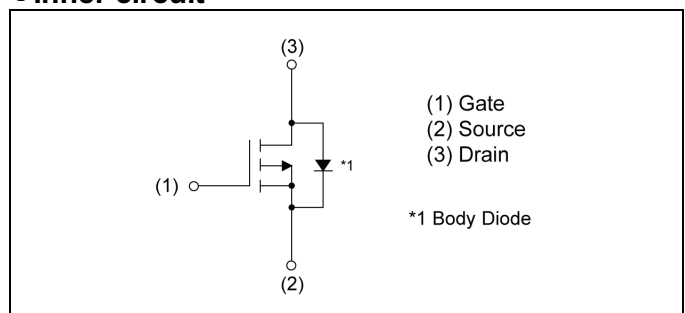 Inner circuit
(3)
(1) Gate
(2) Source
(3) Drain
*1
(1)
*1 Body Diode
(2)